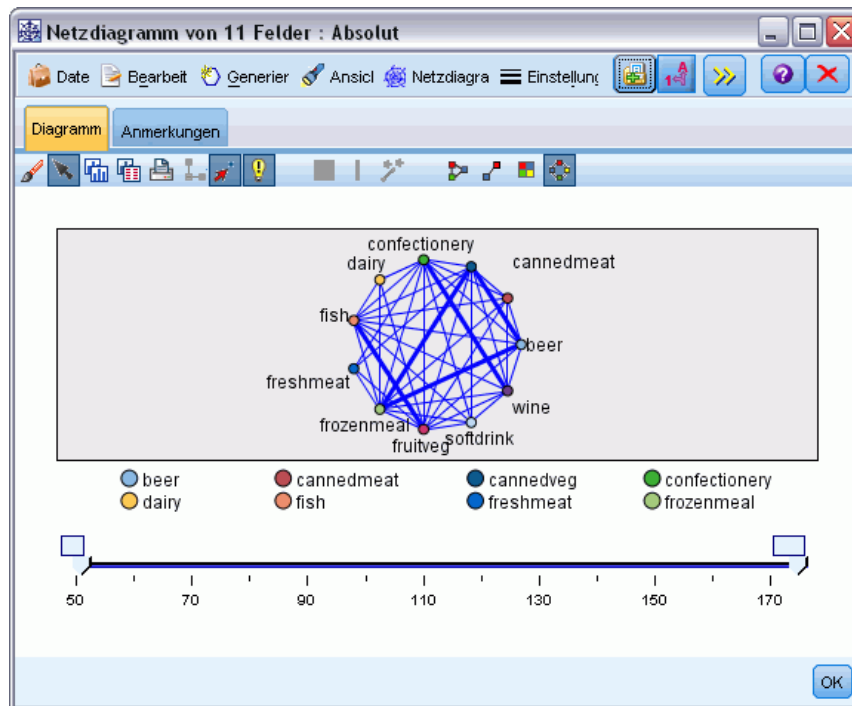 Netzdiagramm von 11 Felder : Absolut
Date Bearbeit Generier Ansicl Netzdiagra Einstellung
Diagramm Anmerkungen
confectionery
dairy cannedmeat
fish
beer
freshmeat
wine
frozenmeal
softdrink
fruitveg
beer cannedmeat cannedveg confectionery
dairy fish freshmeat frozenmeal
50 70 90 110 130 150 170
OK